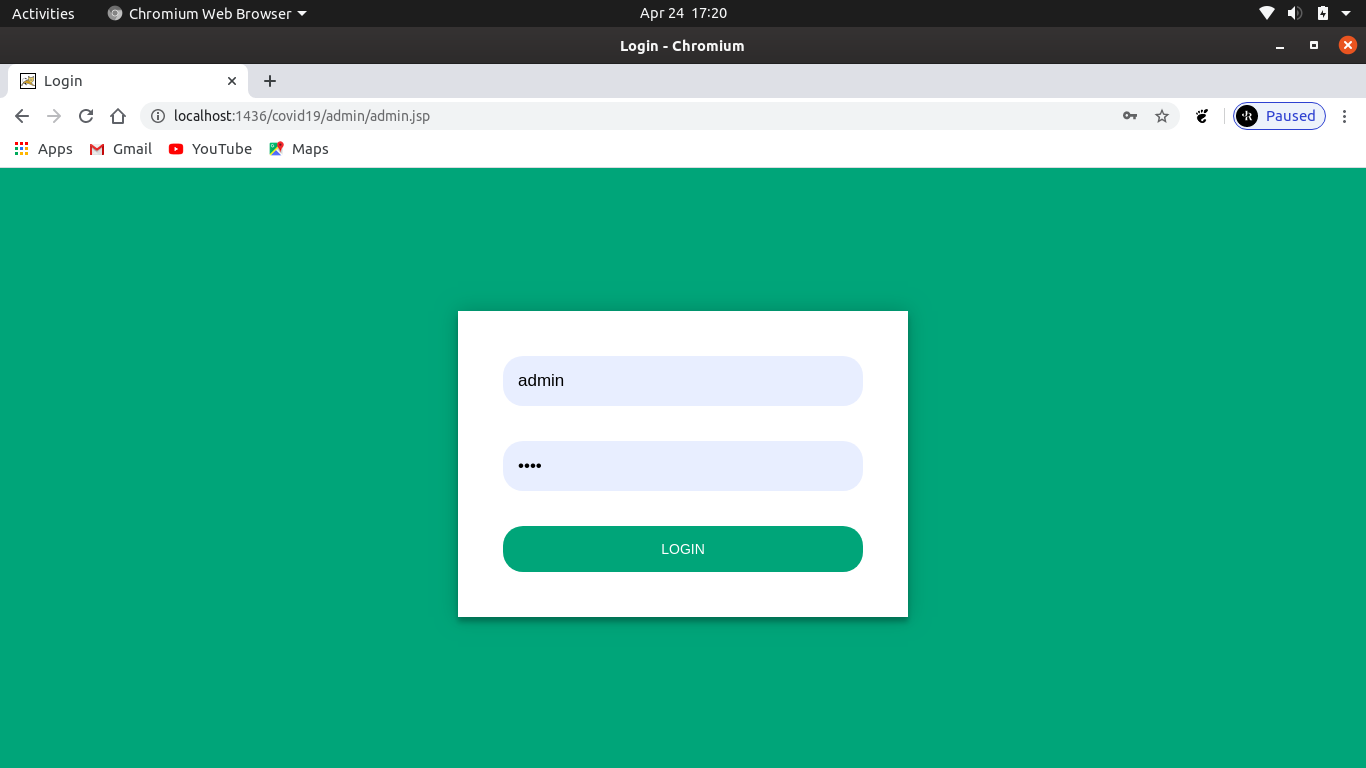 Activities Chromium Web Browser Apr 24 17:20
Login - Chromium
Login
localhost:1436/covid19/admin/admin.jsp Paused
Apps Gmail YouTube Maps
admin
••••
LOGIN